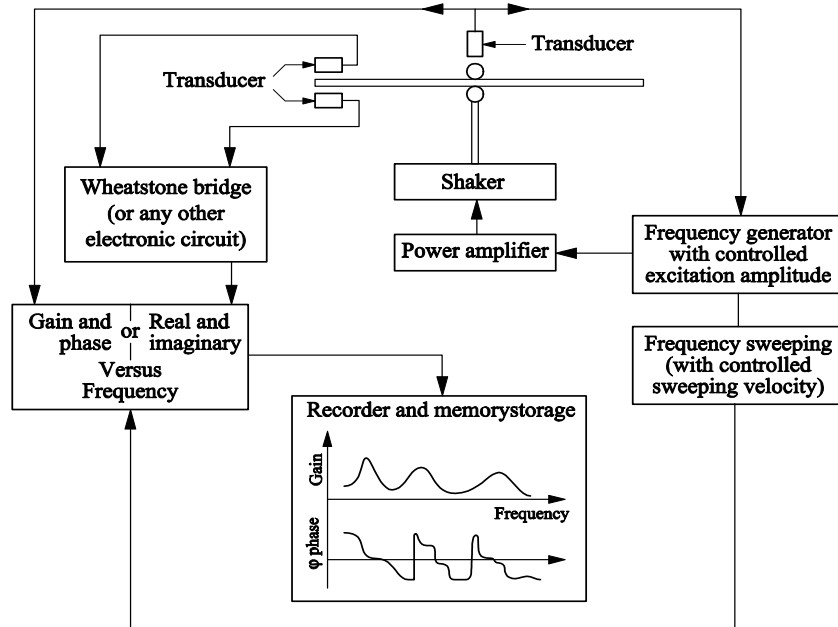 Transducer
Transducer
Wheatstone bridge
(or any other
electronic circuit)
Shaker
Power amplifier
Frequency generator
with controlled
excitation amplitude
Gain and phase or Real and imaginary
Versus
Frequency
Frequency sweeping
(with controlled
sweeping velocity)
Recorder and memorystorage
Gain
Frequency
φ phase